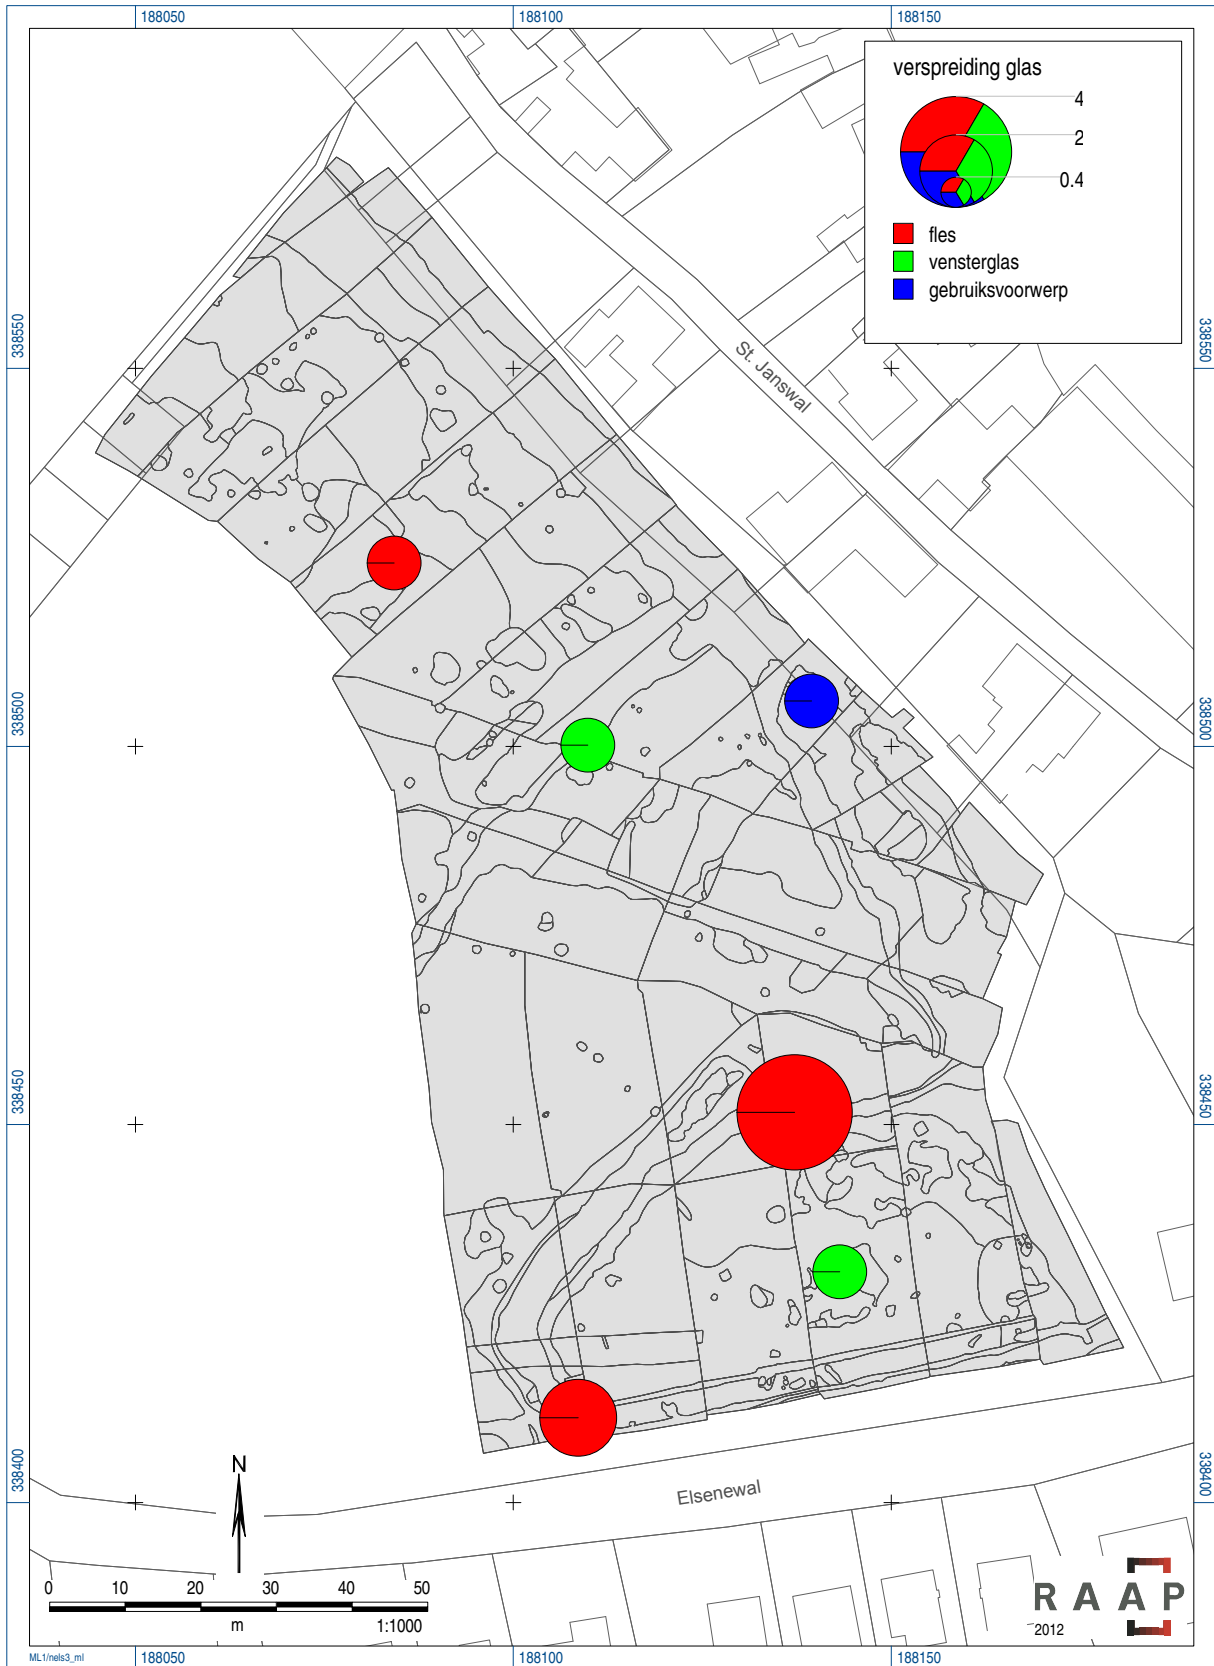 188050
188100
188150
verspreiding glas
4
2
0.4
fles
vensterglas
gebruiksvoorwerp
338550
338550
St. Janswal
338500
338500
338450
338450
338400
338400
N
Elsenewal
0 10 20 30 40 50
m 1:1000
RAAP
2012
ML1/nels3_ml
188050
188100
188150